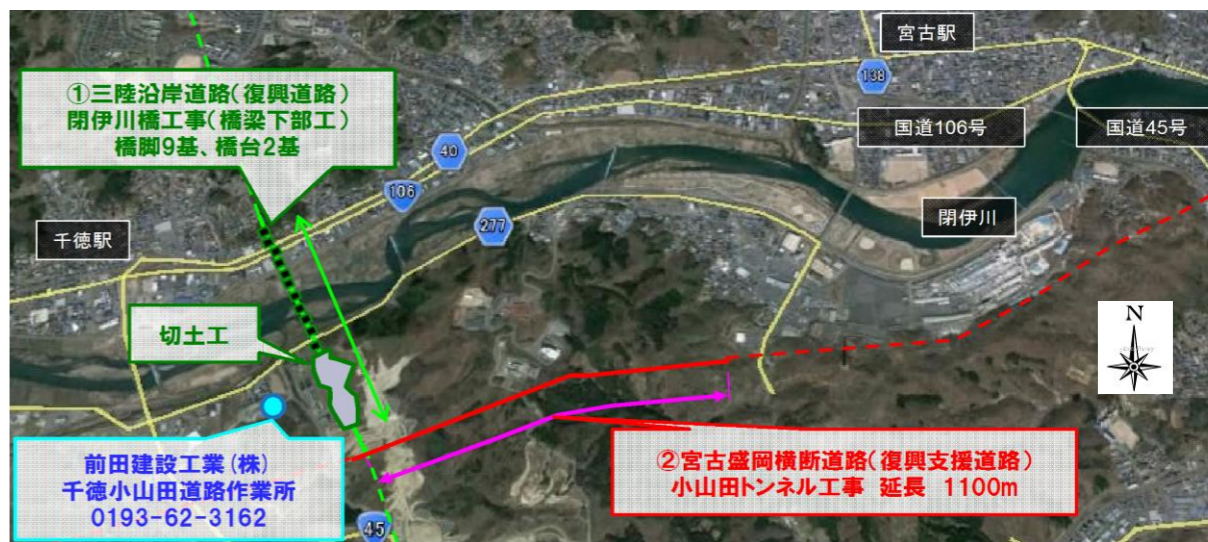 宮古駅
138
①三陸沿岸道路(復興道路)
閉伊川橋工事(橋梁下部工)
橋脚9基、橋台2基
国道106号
国道45号
40
106
277
千徳駅
閉伊川
切土工
N
前田建設工業(株)
千徳小山田道路作業所
0193-62-3162
②宮古盛岡横断道路(復興支援道路)
小山田トンネル工事 延長 1100m
45